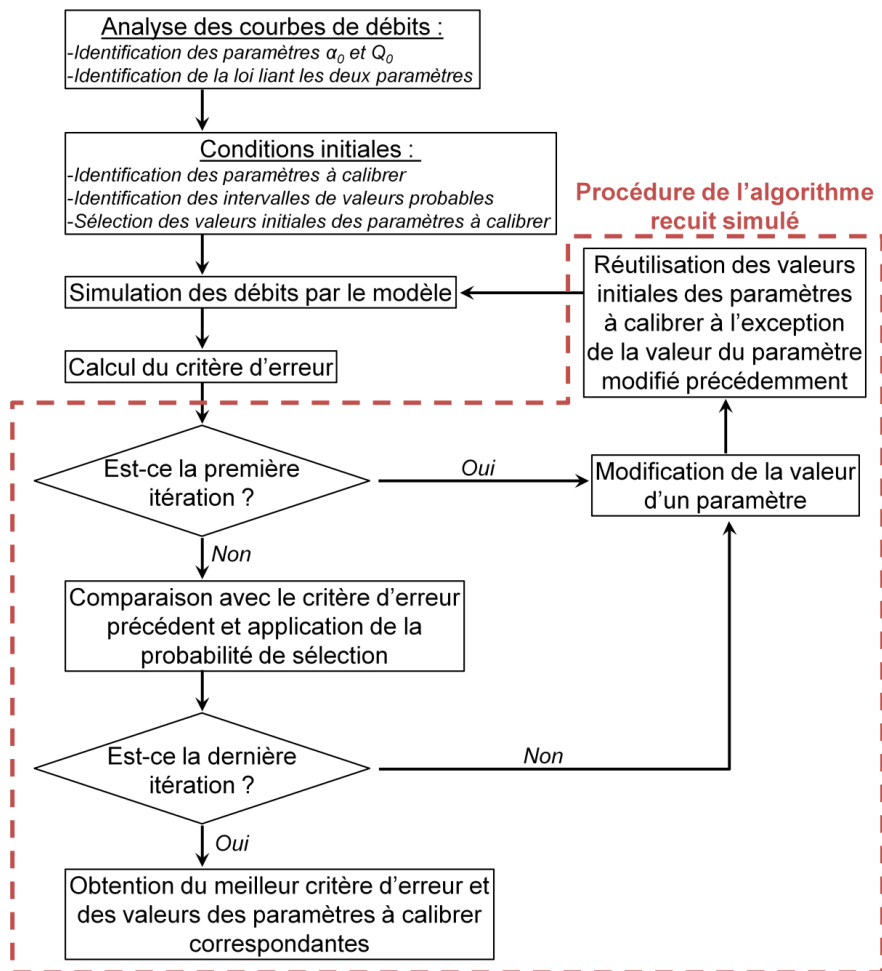 Analyse des courbes de débits :
-Identification des paramètres α₀ et Q₀
-Identification de la loi liant les deux paramètres
Conditions initiales :
-Identification des paramètres à calibrer
-Identification des intervalles de valeurs probables
-Sélection des valeurs initiales des paramètres à calibrer
Procédure de l’algorithme
recuit simulé
Simulation des débits par le modèle
Réutilisation des valeurs
initiales des paramètres
à calibrer à l’exception
de la valeur du paramètre
modifié précédemment
Calcul du critère d’erreur
Est-ce la première
itération ?
Oui
Modification de la valeur
d’un paramètre
Non
Comparaison avec le critère d’erreur
précédent et application de la
probabilité de sélection
Est-ce la dernière
itération ?
Non
Oui
Obtention du meilleur critère d’erreur et
des valeurs des paramètres à calibrer
correspondantes